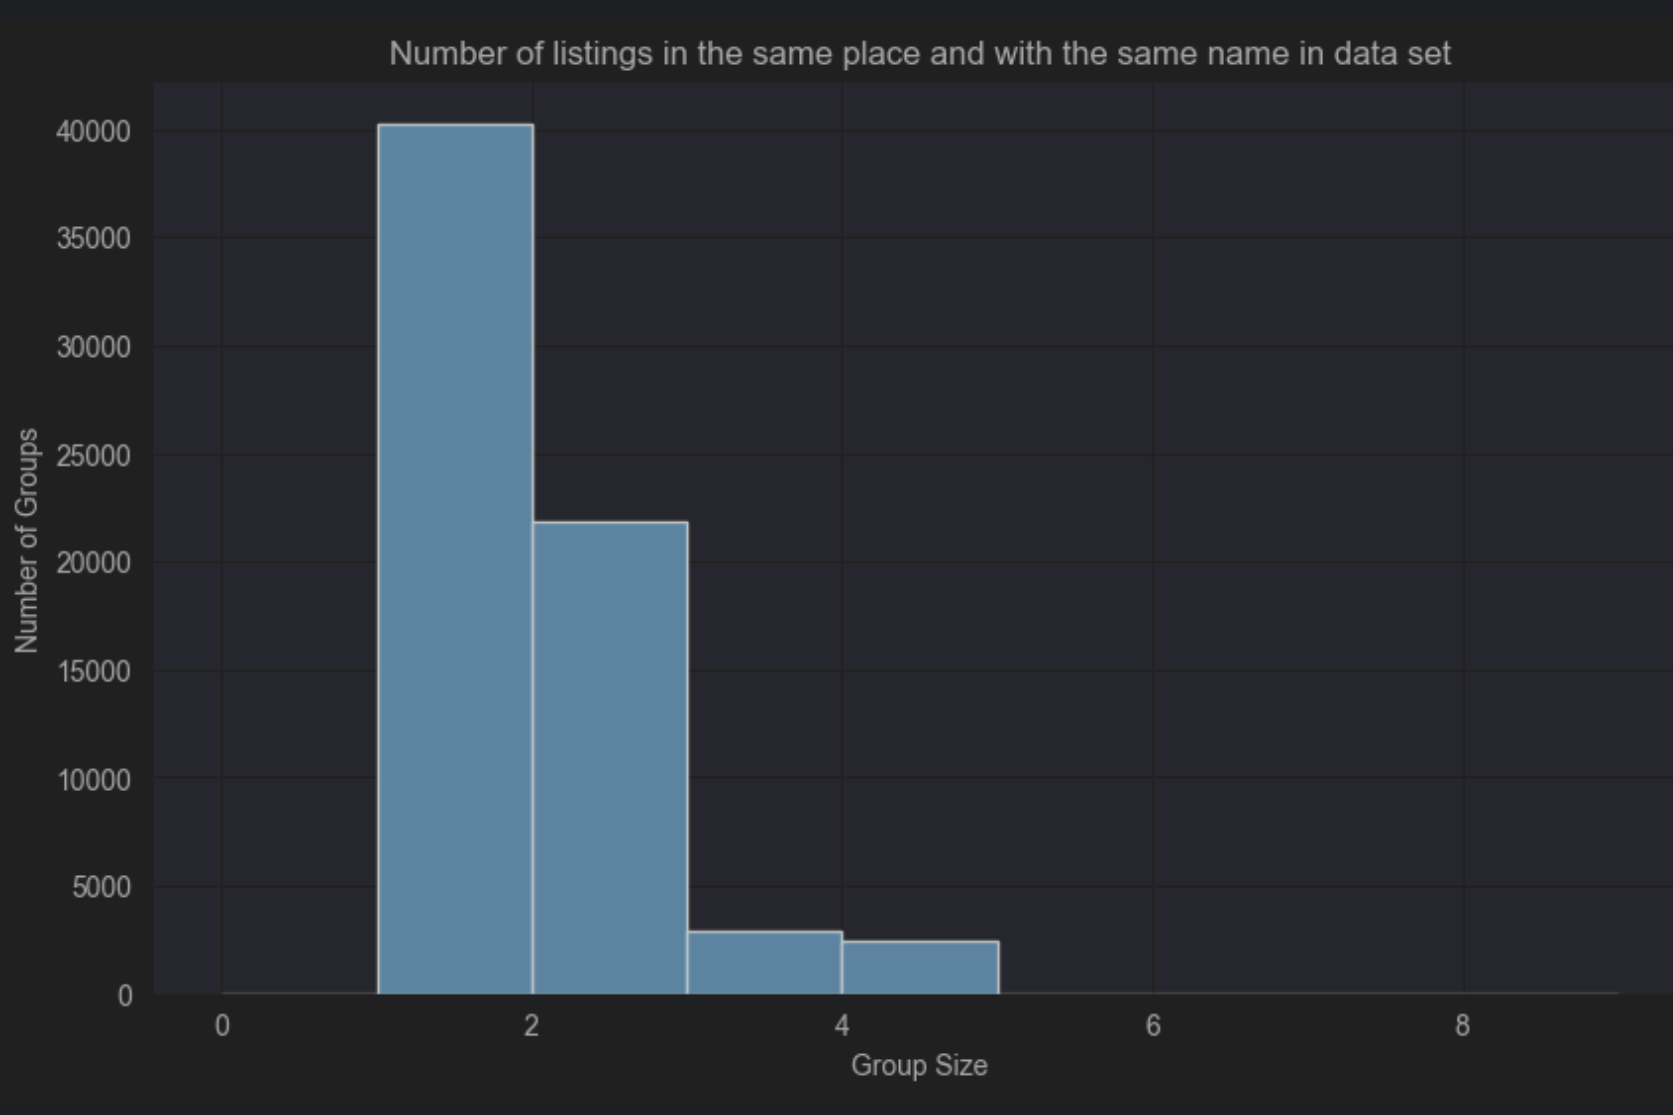 Number of listings in the same place and with the same name in data set
40000
35000
30000
25000
20000
15000
10000
5000
0
Number of Groups
0 2 4 6 8
Group Size